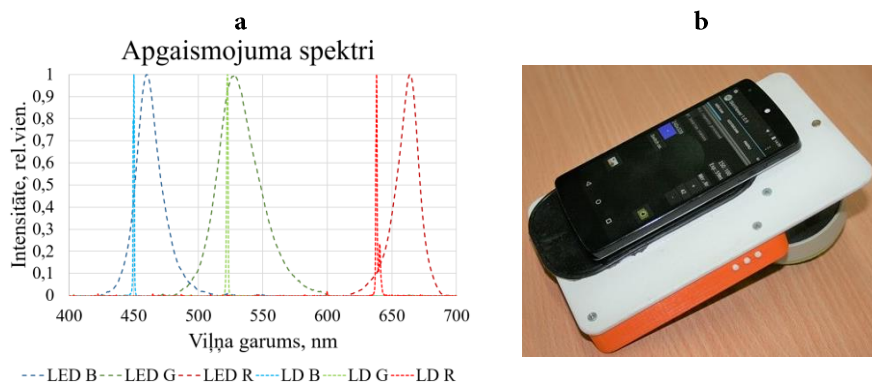 a
b
Apgaismojuma spektri
Intensitāte, rel.vien.
1
0,9
0,8
0,7
0,6
0,5
0,4
0,3
0,2
0,1
0
400 450 500 550 600 650 700
Viļņa garums, nm
LED B LED G LED R LD B LD G LD R